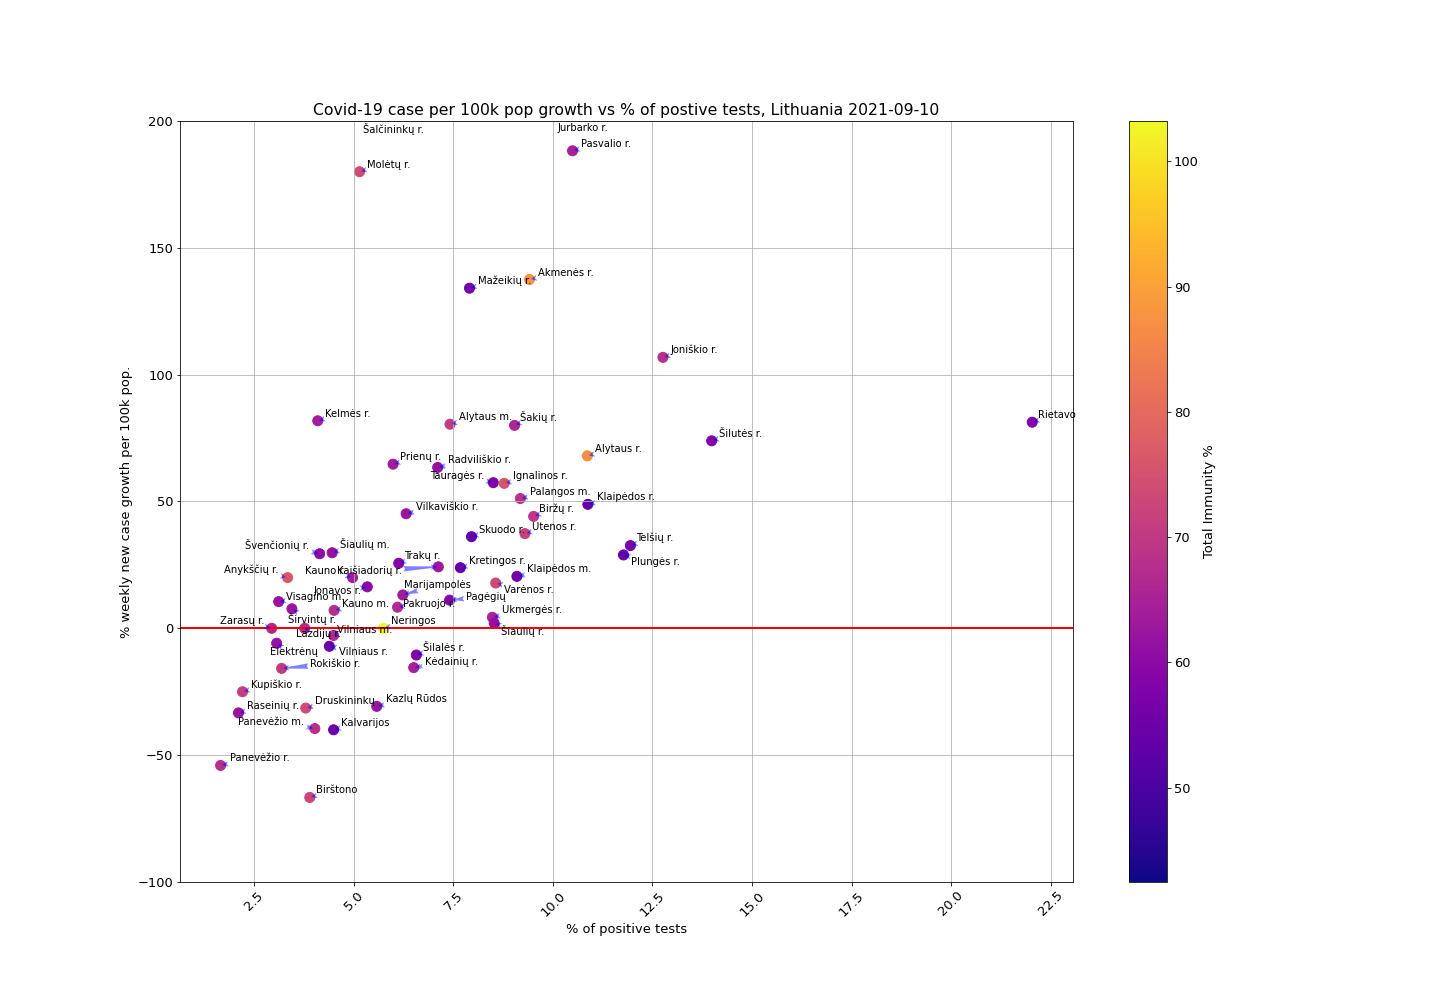 Covid-19 case per 100k pop growth vs % of postive tests, Lithuania 2021-09-10
200
150
100
50
0
−50
−100
% weekly new case growth per 100k pop.
Šalčininkų r.
Jurbarko r.
Pasvalio r.
Molėtų r.
Akmenės r.
Mažeikių r.
Joniškio r.
Kelmės r.
Alytaus m.
Šakių r.
Rietavo
Šilutės r.
Alytaus r.
Prienų r.
Radviliškio r.
Tauragės r.
Ignalinos r.
Palangos m.
Klaipėdos r.
Vilkaviškio r.
Biržų r.
Skuodo r.
Utenos r.
Telšių r.
Švenčionių r.
Šiaulių m.
Trakų r.
Kretingos r.
Plungės r.
Anykščių r.
Kauno r.
Kaišiadorių r.
Klaipėdos m.
Jonavos r.
Marijampolės
Varėnos r.
Visagino m.
Kauno m.
Pakruojo r.
Pagėgių
Ukmergės r.
Zarasų r.
Širvintų r.
Neringos
Lazdijų r.
Vilniaus m.
Šiaulių r.
Elektrėnų
Vilniaus r.
Šilalės r.
Rokiškio r.
Kėdainių r.
Kupiškio r.
Raseinių r.
Druskininkų
Kazlų Rūdos
Panevėžio m.
Kalvarijos
Panevėžio r.
Birštono
2.5
5.0
7.5
10.0
12.5
15.0
17.5
20.0
22.5
% of positive tests
100
90
80
70
60
50
Total Immunity %